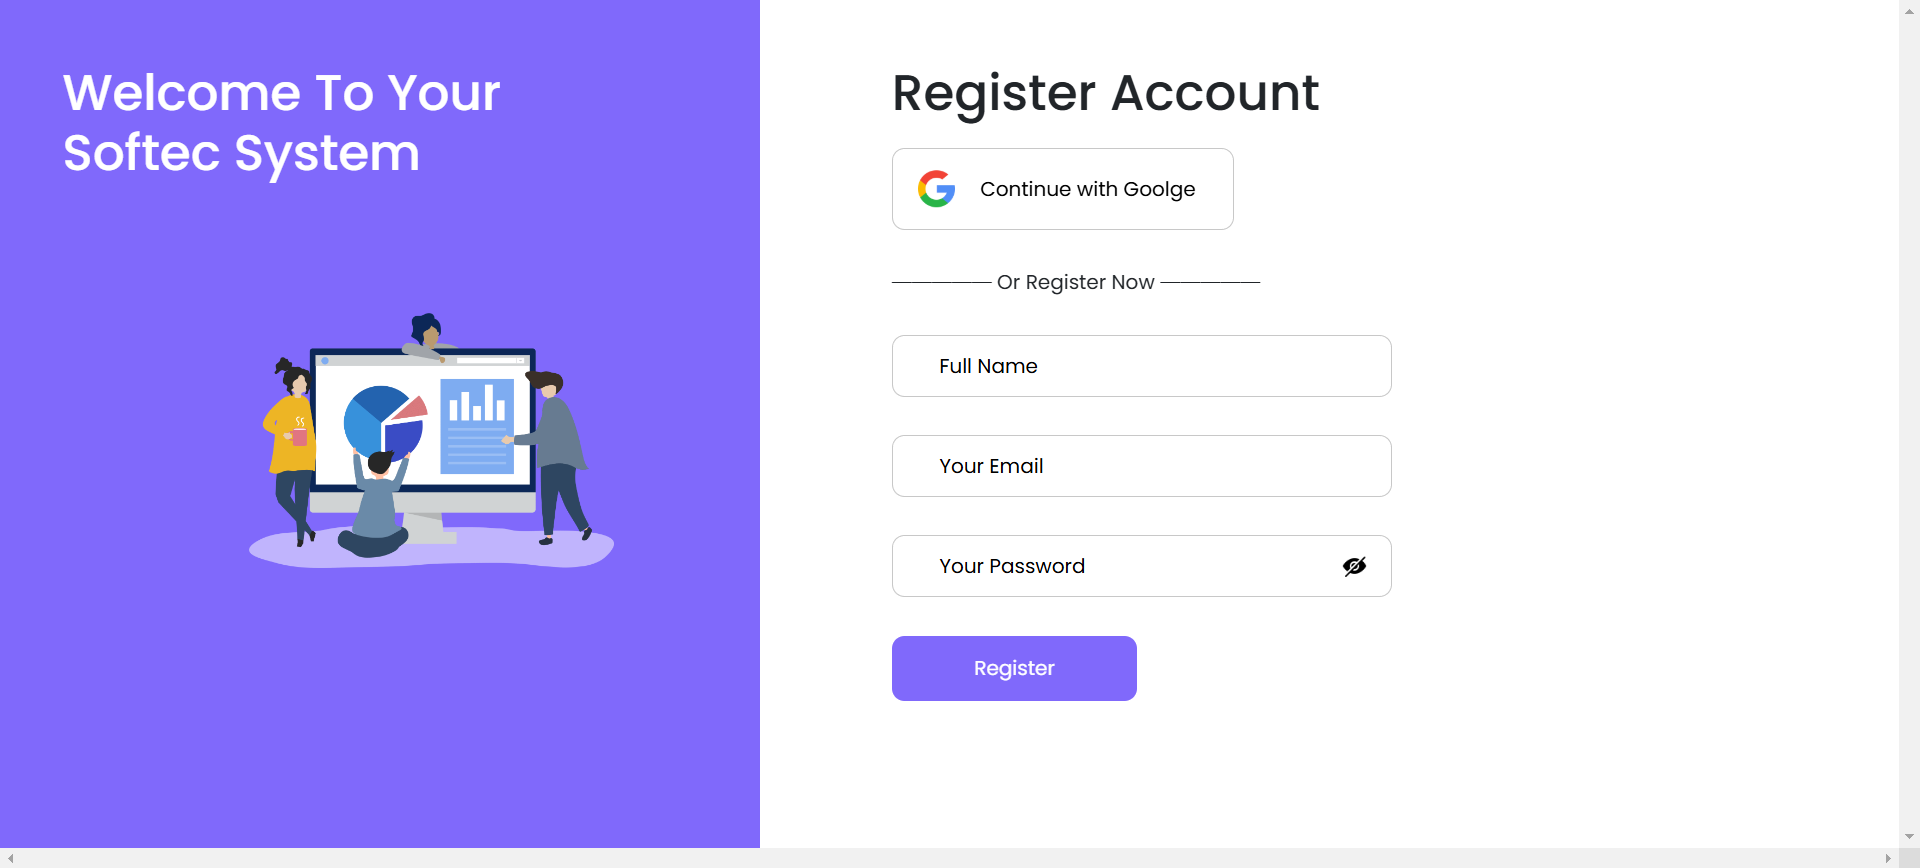 Welcome To Your
Softec System
Register Account
Continue with Goolge
Or Register Now
Full Name
Your Email
Your Password
Register